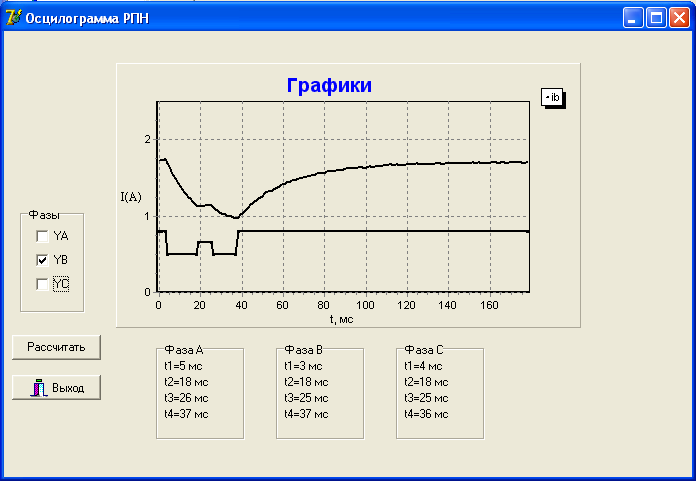 Осцилограмма РПН
Графики
ib
2
I(A)
1
0
0 20 40 60 80 100 120 140 160
t, мс
Фазы
YA
YB
YC
Рассчитать
Выход
Фаза А
t1=5 мс
t2=18 мс
t3=26 мс
t4=37 мс
Фаза В
t1=3 мс
t2=18 мс
t3=25 мс
t4=37 мс
Фаза С
t1=4 мс
t2=18 мс
t3=25 мс
t4=36 мс